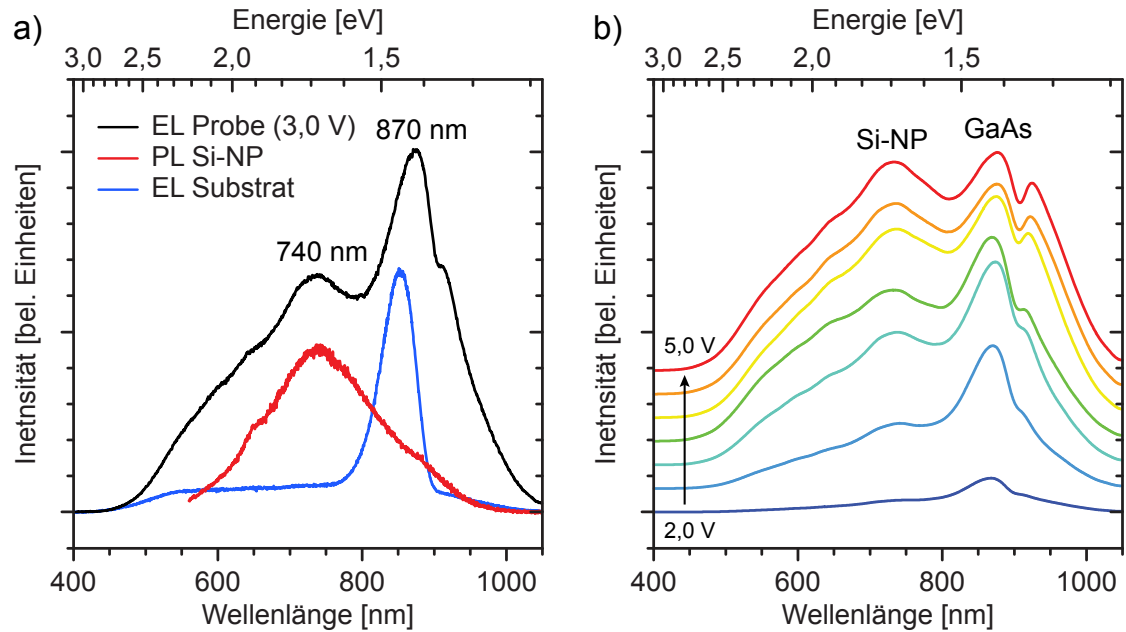 a)
Energie [eV]
3,0 2,5 2,0 1,5
EL Probe (3,0 V)
PL Si-NP
EL Substrat
870 nm
740 nm
Inetnsität [bel. Einheiten]
400 600 800 1000
Wellenlänge [nm]
b)
Energie [eV]
3,0 2,5 2,0 1,5
Si-NP
GaAs
5,0 V
2,0 V
Inetnsität [bel. Einheiten]
400 600 800 1000
Wellenlänge [nm]